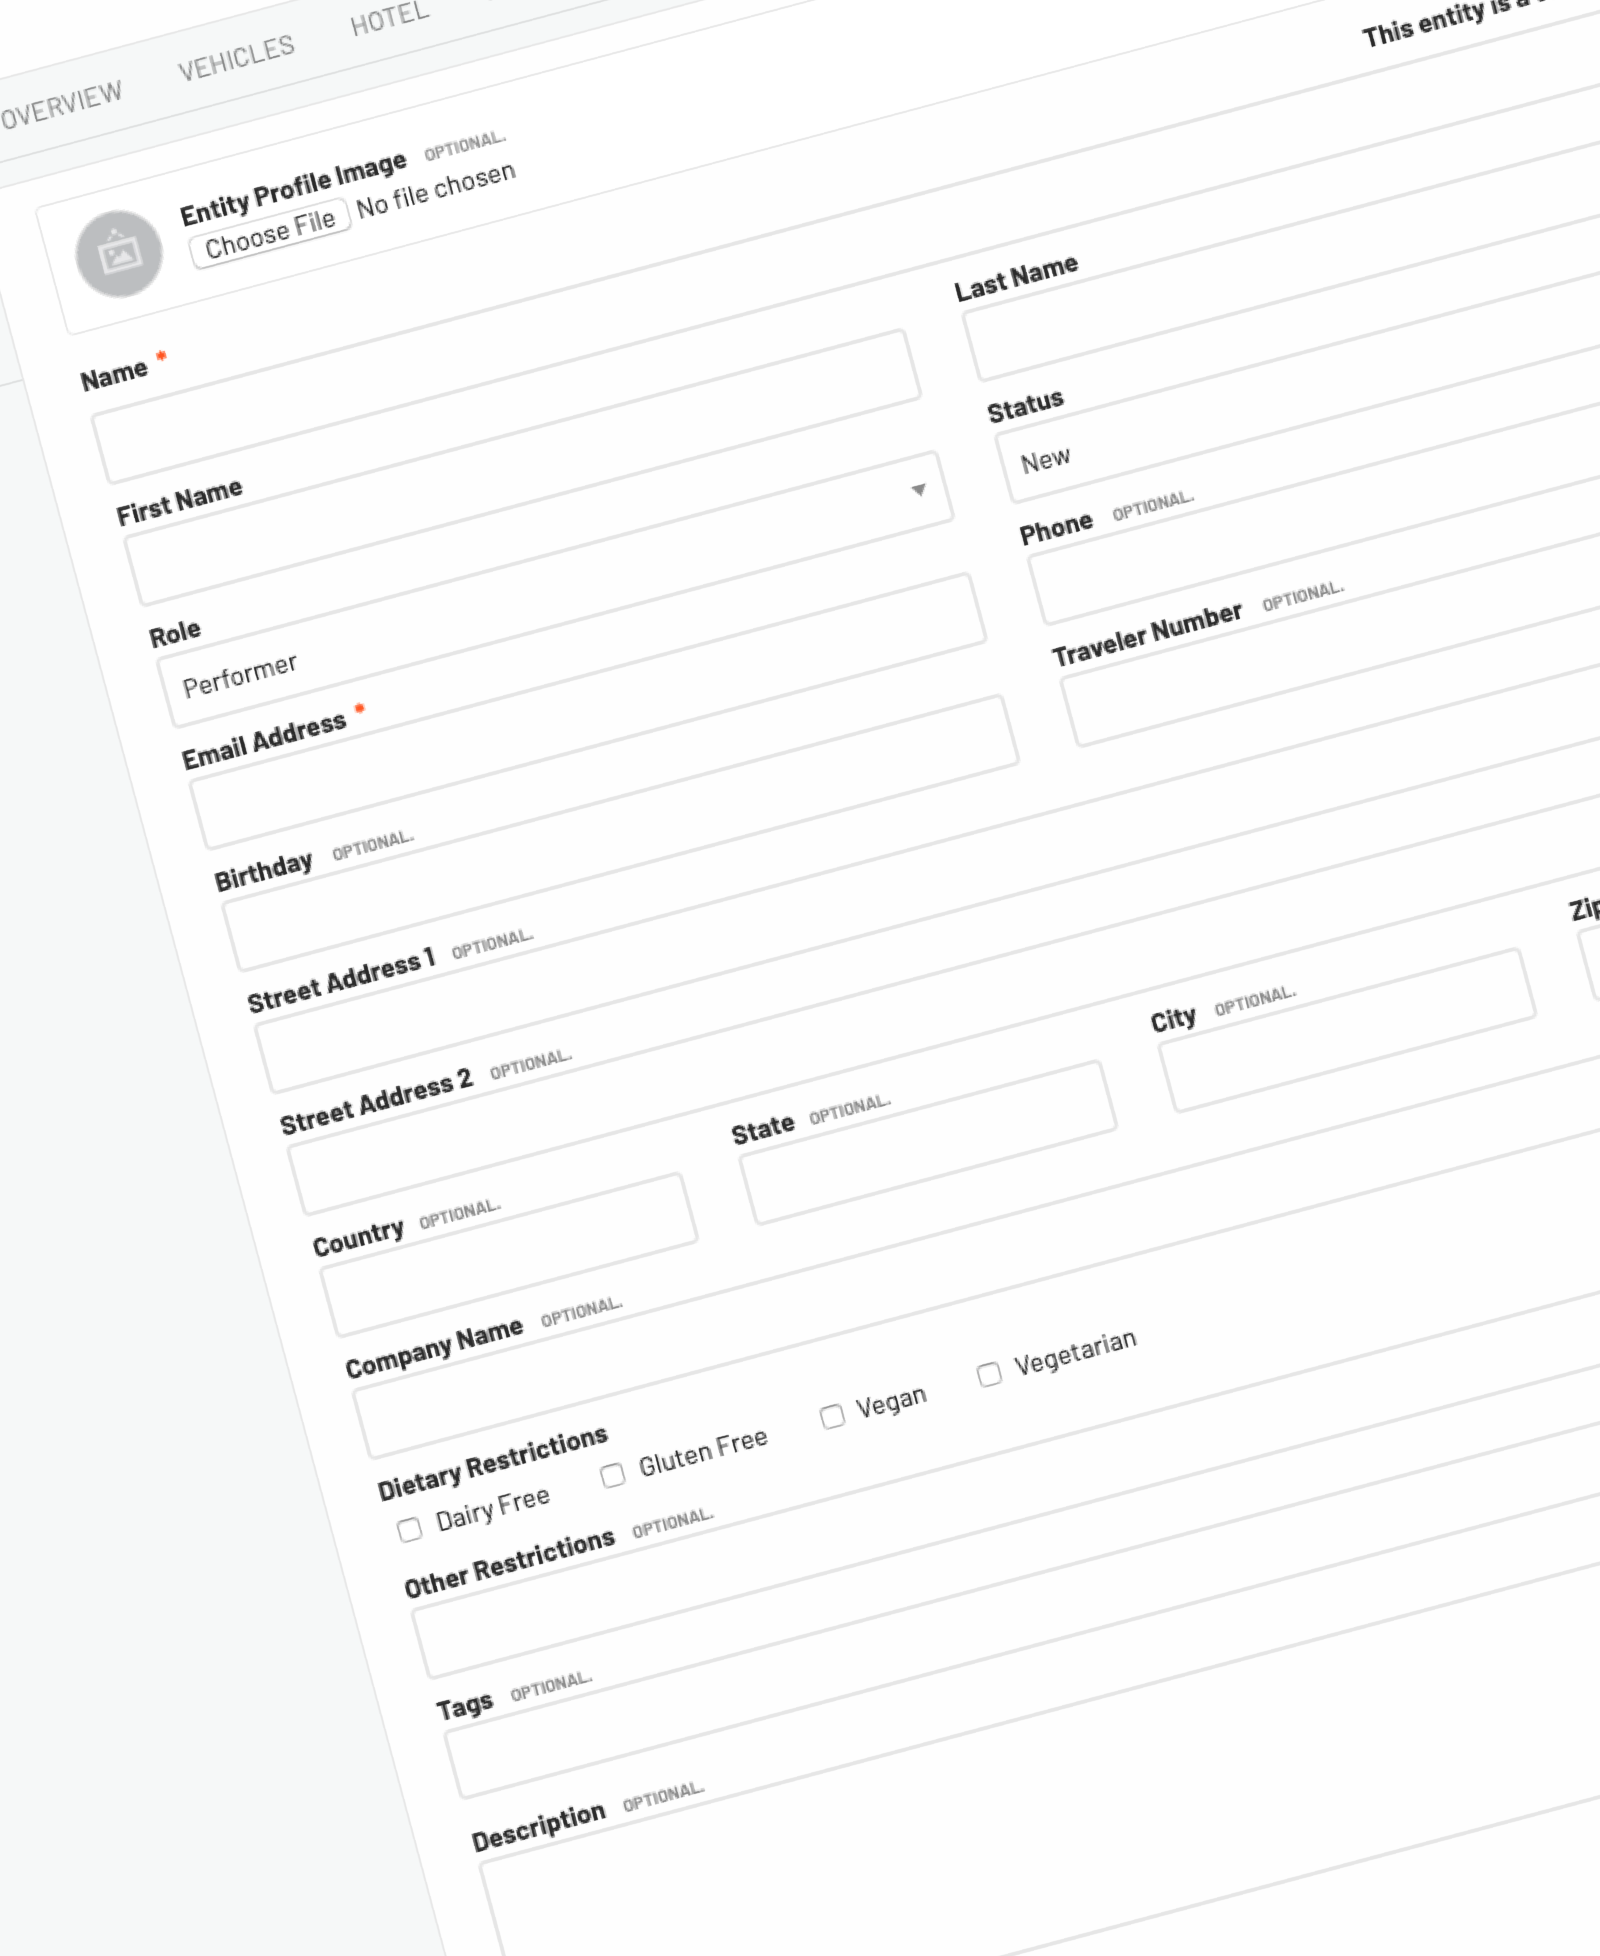 OVERVIEW VEHICLES HOTEL
This entity is a
Entity Profile Image OPTIONAL.
Choose File No file chosen
Name *
First Name Last Name
Role Status
Performer New
Email Address * Phone OPTIONAL.
Birthday OPTIONAL. Traveler Number OPTIONAL.
Street Address 1 OPTIONAL.
Street Address 2 OPTIONAL.
Country OPTIONAL. State OPTIONAL. City OPTIONAL. Zip
Company Name OPTIONAL.
Dietary Restrictions
Dairy Free Gluten Free Vegan Vegetarian
Other Restrictions OPTIONAL.
Tags OPTIONAL.
Description OPTIONAL.